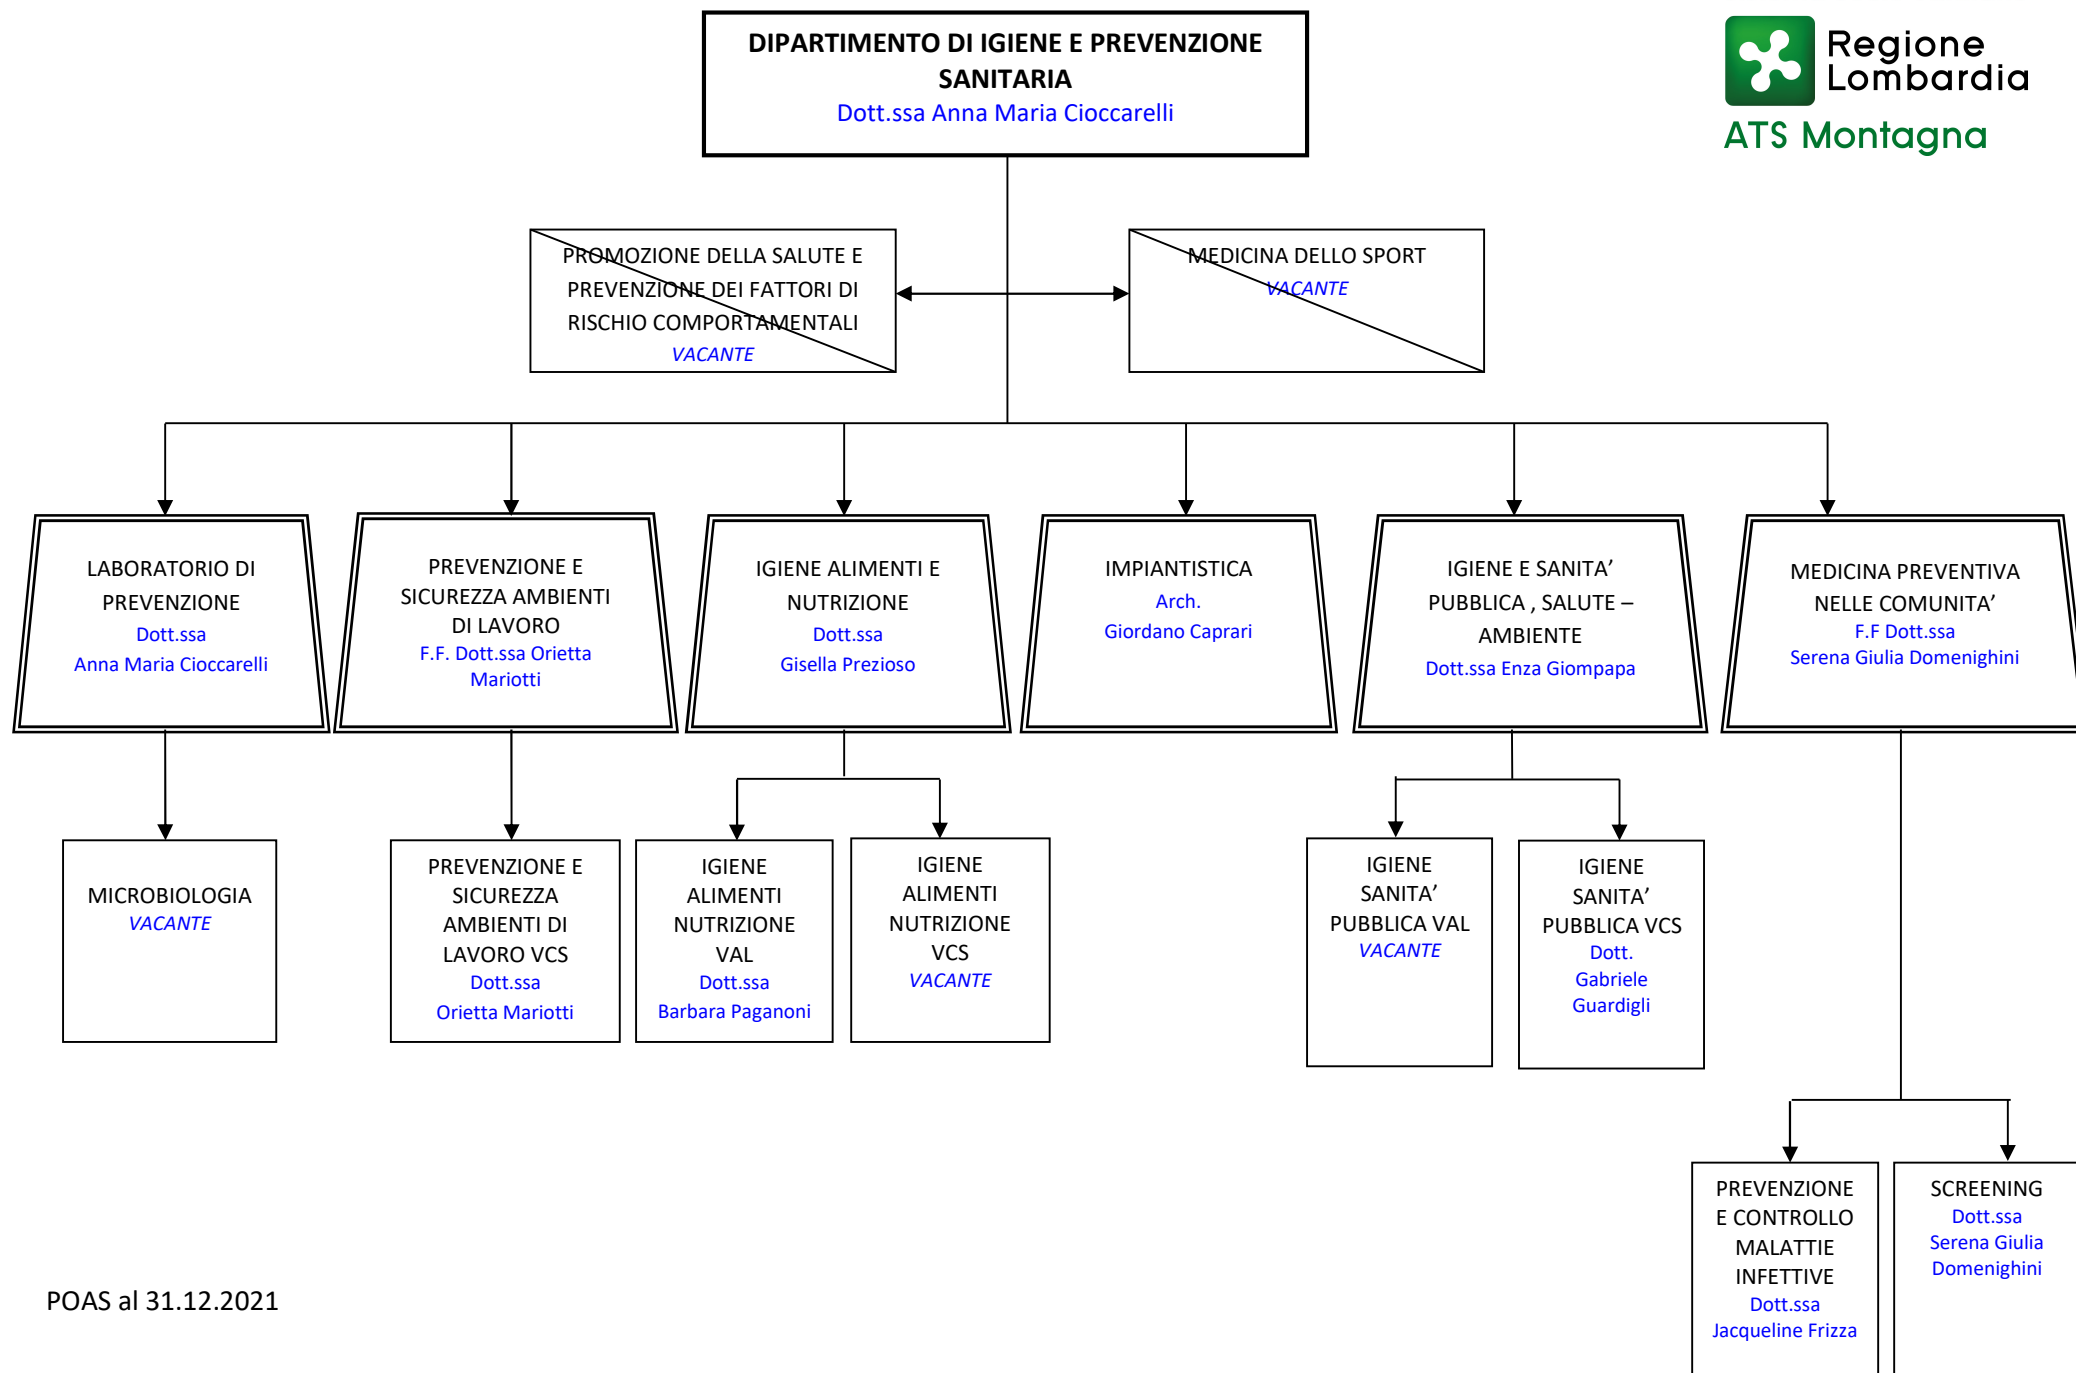 DIPARTIMENTO DI IGIENE E PREVENZIONE
SANITARIA
Dott.ssa Anna Maria Cioccarelli
Regione
Lombardia
ATS Montagna
PROMOZIONE DELLA SALUTE E
PREVENZIONE DEI FATTORI DI
RISCHIO COMPORTAMENTALI
VACANTE
MEDICINA DELLO SPORT
VACANTE
LABORATORIO DI
PREVENZIONE
Dott.ssa
Anna Maria Cioccarelli
PREVENZIONE E
SICUREZZA AMBIENTI
DI LAVORO
F.F. Dott.ssa Orietta
Mariotti
IGIENE ALIMENTI E
NUTRIZIONE
Dott.ssa
Gisella Prezioso
IMPIANTISTICA
Arch.
Giordano Caprari
IGIENE E SANITA’
PUBBLICA , SALUTE –
AMBIENTE
Dott.ssa Enza Giompapa
MEDICINA PREVENTIVA
NELLE COMUNITA’
F.F Dott.ssa
Serena Giulia Domenighini
MICROBIOLOGIA
VACANTE
PREVENZIONE E
SICUREZZA
AMBIENTI DI
LAVORO VCS
Dott.ssa
Orietta Mariotti
IGIENE
ALIMENTI
NUTRIZIONE
VAL
Dott.ssa
Barbara Paganoni
IGIENE
ALIMENTI
NUTRIZIONE
VCS
VACANTE
IGIENE
SANITA’
PUBBLICA VAL
VACANTE
IGIENE
SANITA’
PUBBLICA VCS
Dott.
Gabriele
Guardigli
PREVENZIONE
E CONTROLLO
MALATTIE
INFETTIVE
Dott.ssa
Jacqueline Frizza
SCREENING
Dott.ssa
Serena Giulia
Domenighini
POAS al 31.12.2021